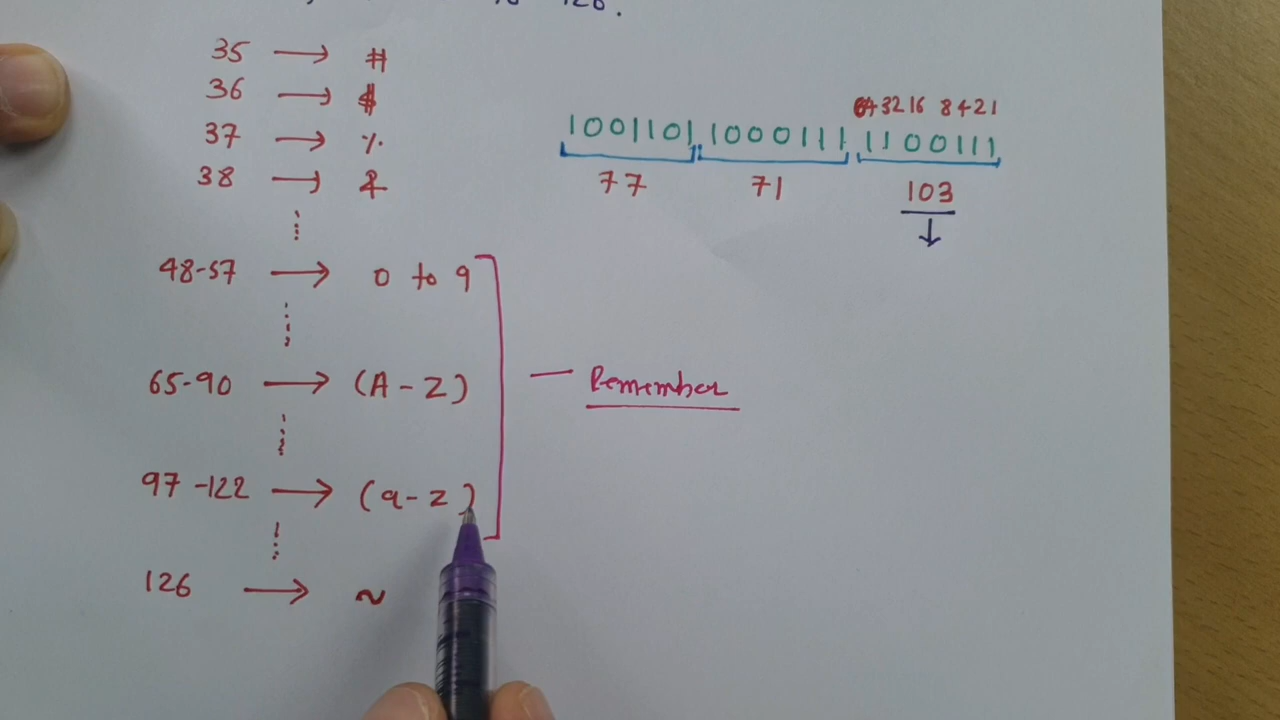 126.
35 → #
36 → $
37 → %
38 → &
48-57 → 0 to 9
65-90 → (A - Z)
97 -122 → (a - z)
126 → ~
Remember
64 32 16 8 4 2 1
1001101 1000111 1100111
77 71 103
↓